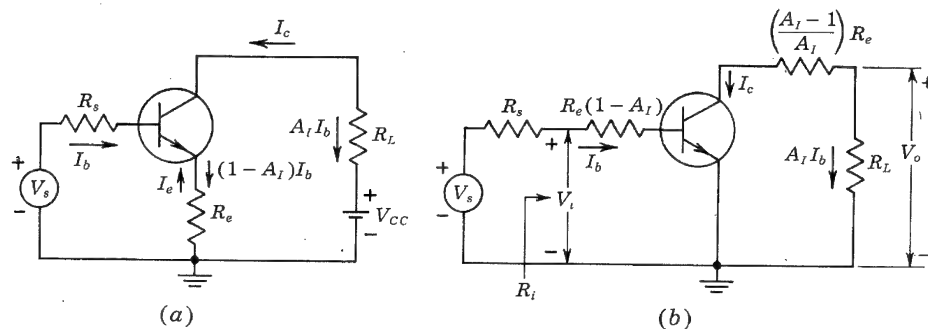 I_c
R_s
A_I I_b
R_L
+
I_b
V_s
-
I_e
(1 - A_I)I_b
R_e
+
V_CC
-
(a)
(A_I - 1 / A_I) R_e
I_c
+
R_s
R_e(1 - A_I)
+
I_b
A_I I_b
R_L
V_o
+
V_s
-
V_i
-
-
R_i
(b)